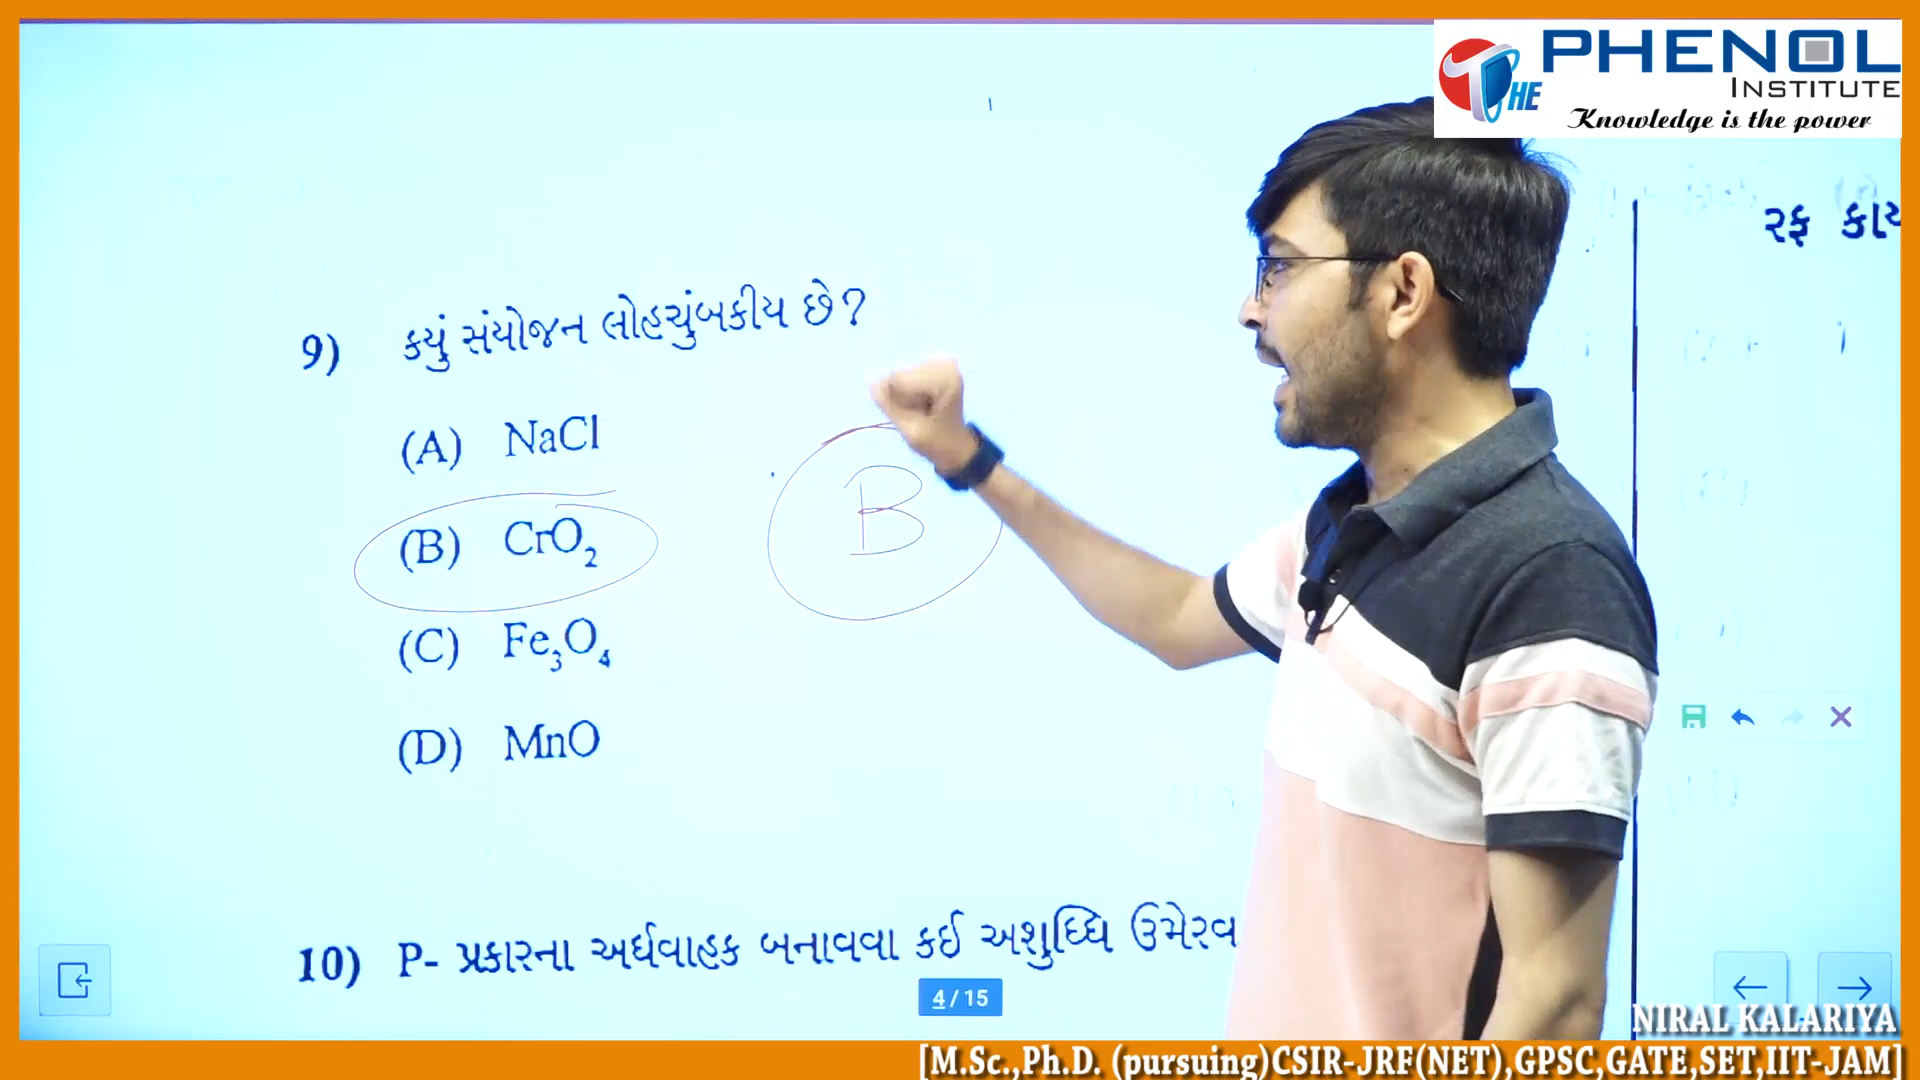 THE PHENOL
INSTITUTE
Knowledge is the power
રફ
9) કયું સંયોજન લોહચુંબકીય છે?
(A) NaCl
(B) CrO₂
B
(C) Fe₃O₄
(D) MnO
10) P- પ્રકારના અર્ધવાહક બનાવવા કઈ અશુધ્ધિ
4/15
NIRAL KALARIYA
[M.Sc.,Ph.D. (pursuing)CSIR-JRF(NET),GPSC,GATE,SET,IIT-JAM]